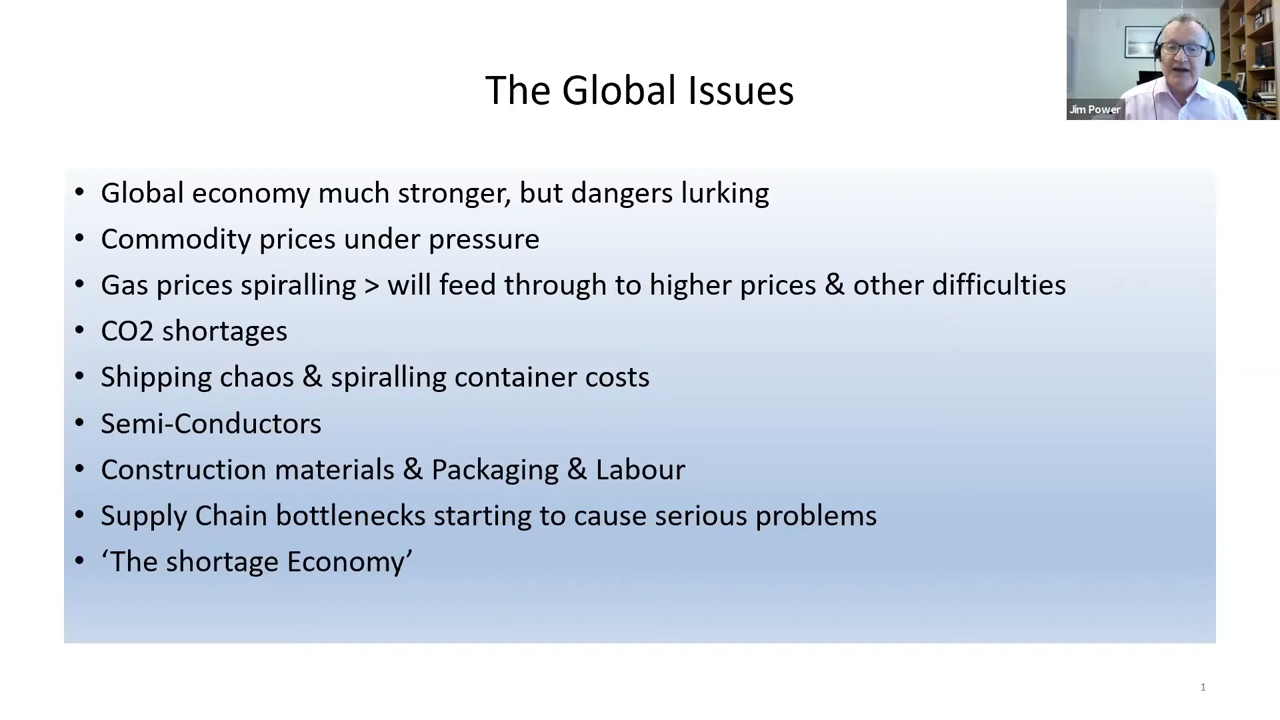 The Global Issues
Jim Power
• Global economy much stronger, but dangers lurking
• Commodity prices under pressure
• Gas prices spiralling > will feed through to higher prices & other difficulties
• CO2 shortages
• Shipping chaos & spiralling container costs
• Semi-Conductors
• Construction materials & Packaging & Labour
• Supply Chain bottlenecks starting to cause serious problems
• ‘The shortage Economy’
1